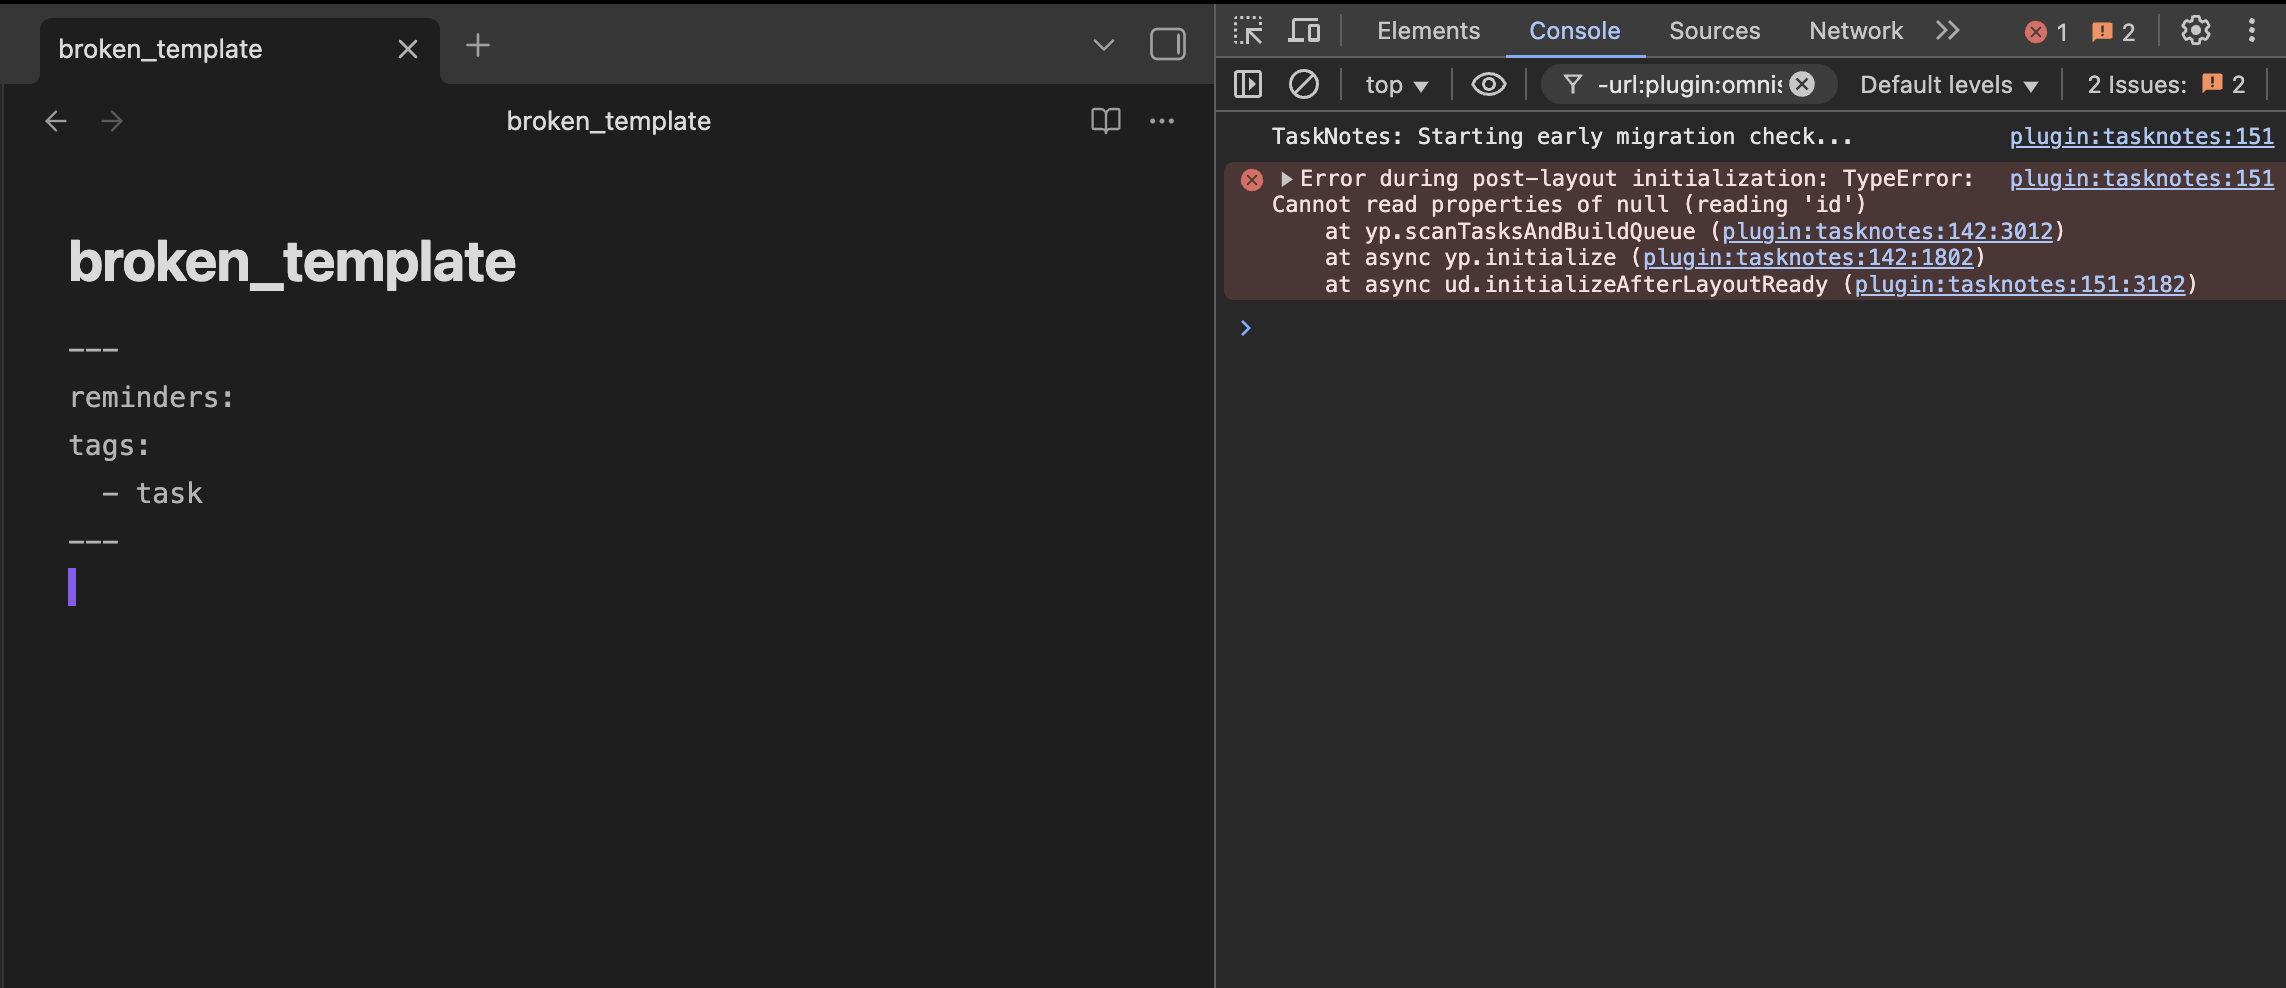 broken_template
broken_template
broken_template
---
reminders:
tags:
  - task
---
Elements Console Sources Network 1 2
top -url:plugin:omnis Default levels 2 Issues: 2
TaskNotes: Starting early migration check... plugin:tasknotes:151
Error during post-layout initialization: TypeError: plugin:tasknotes:151
Cannot read properties of null (reading 'id')
    at yp.scanTasksAndBuildQueue (plugin:tasknotes:142:3012)
    at async yp.initialize (plugin:tasknotes:142:1802)
    at async ud.initializeAfterLayoutReady (plugin:tasknotes:151:3182)